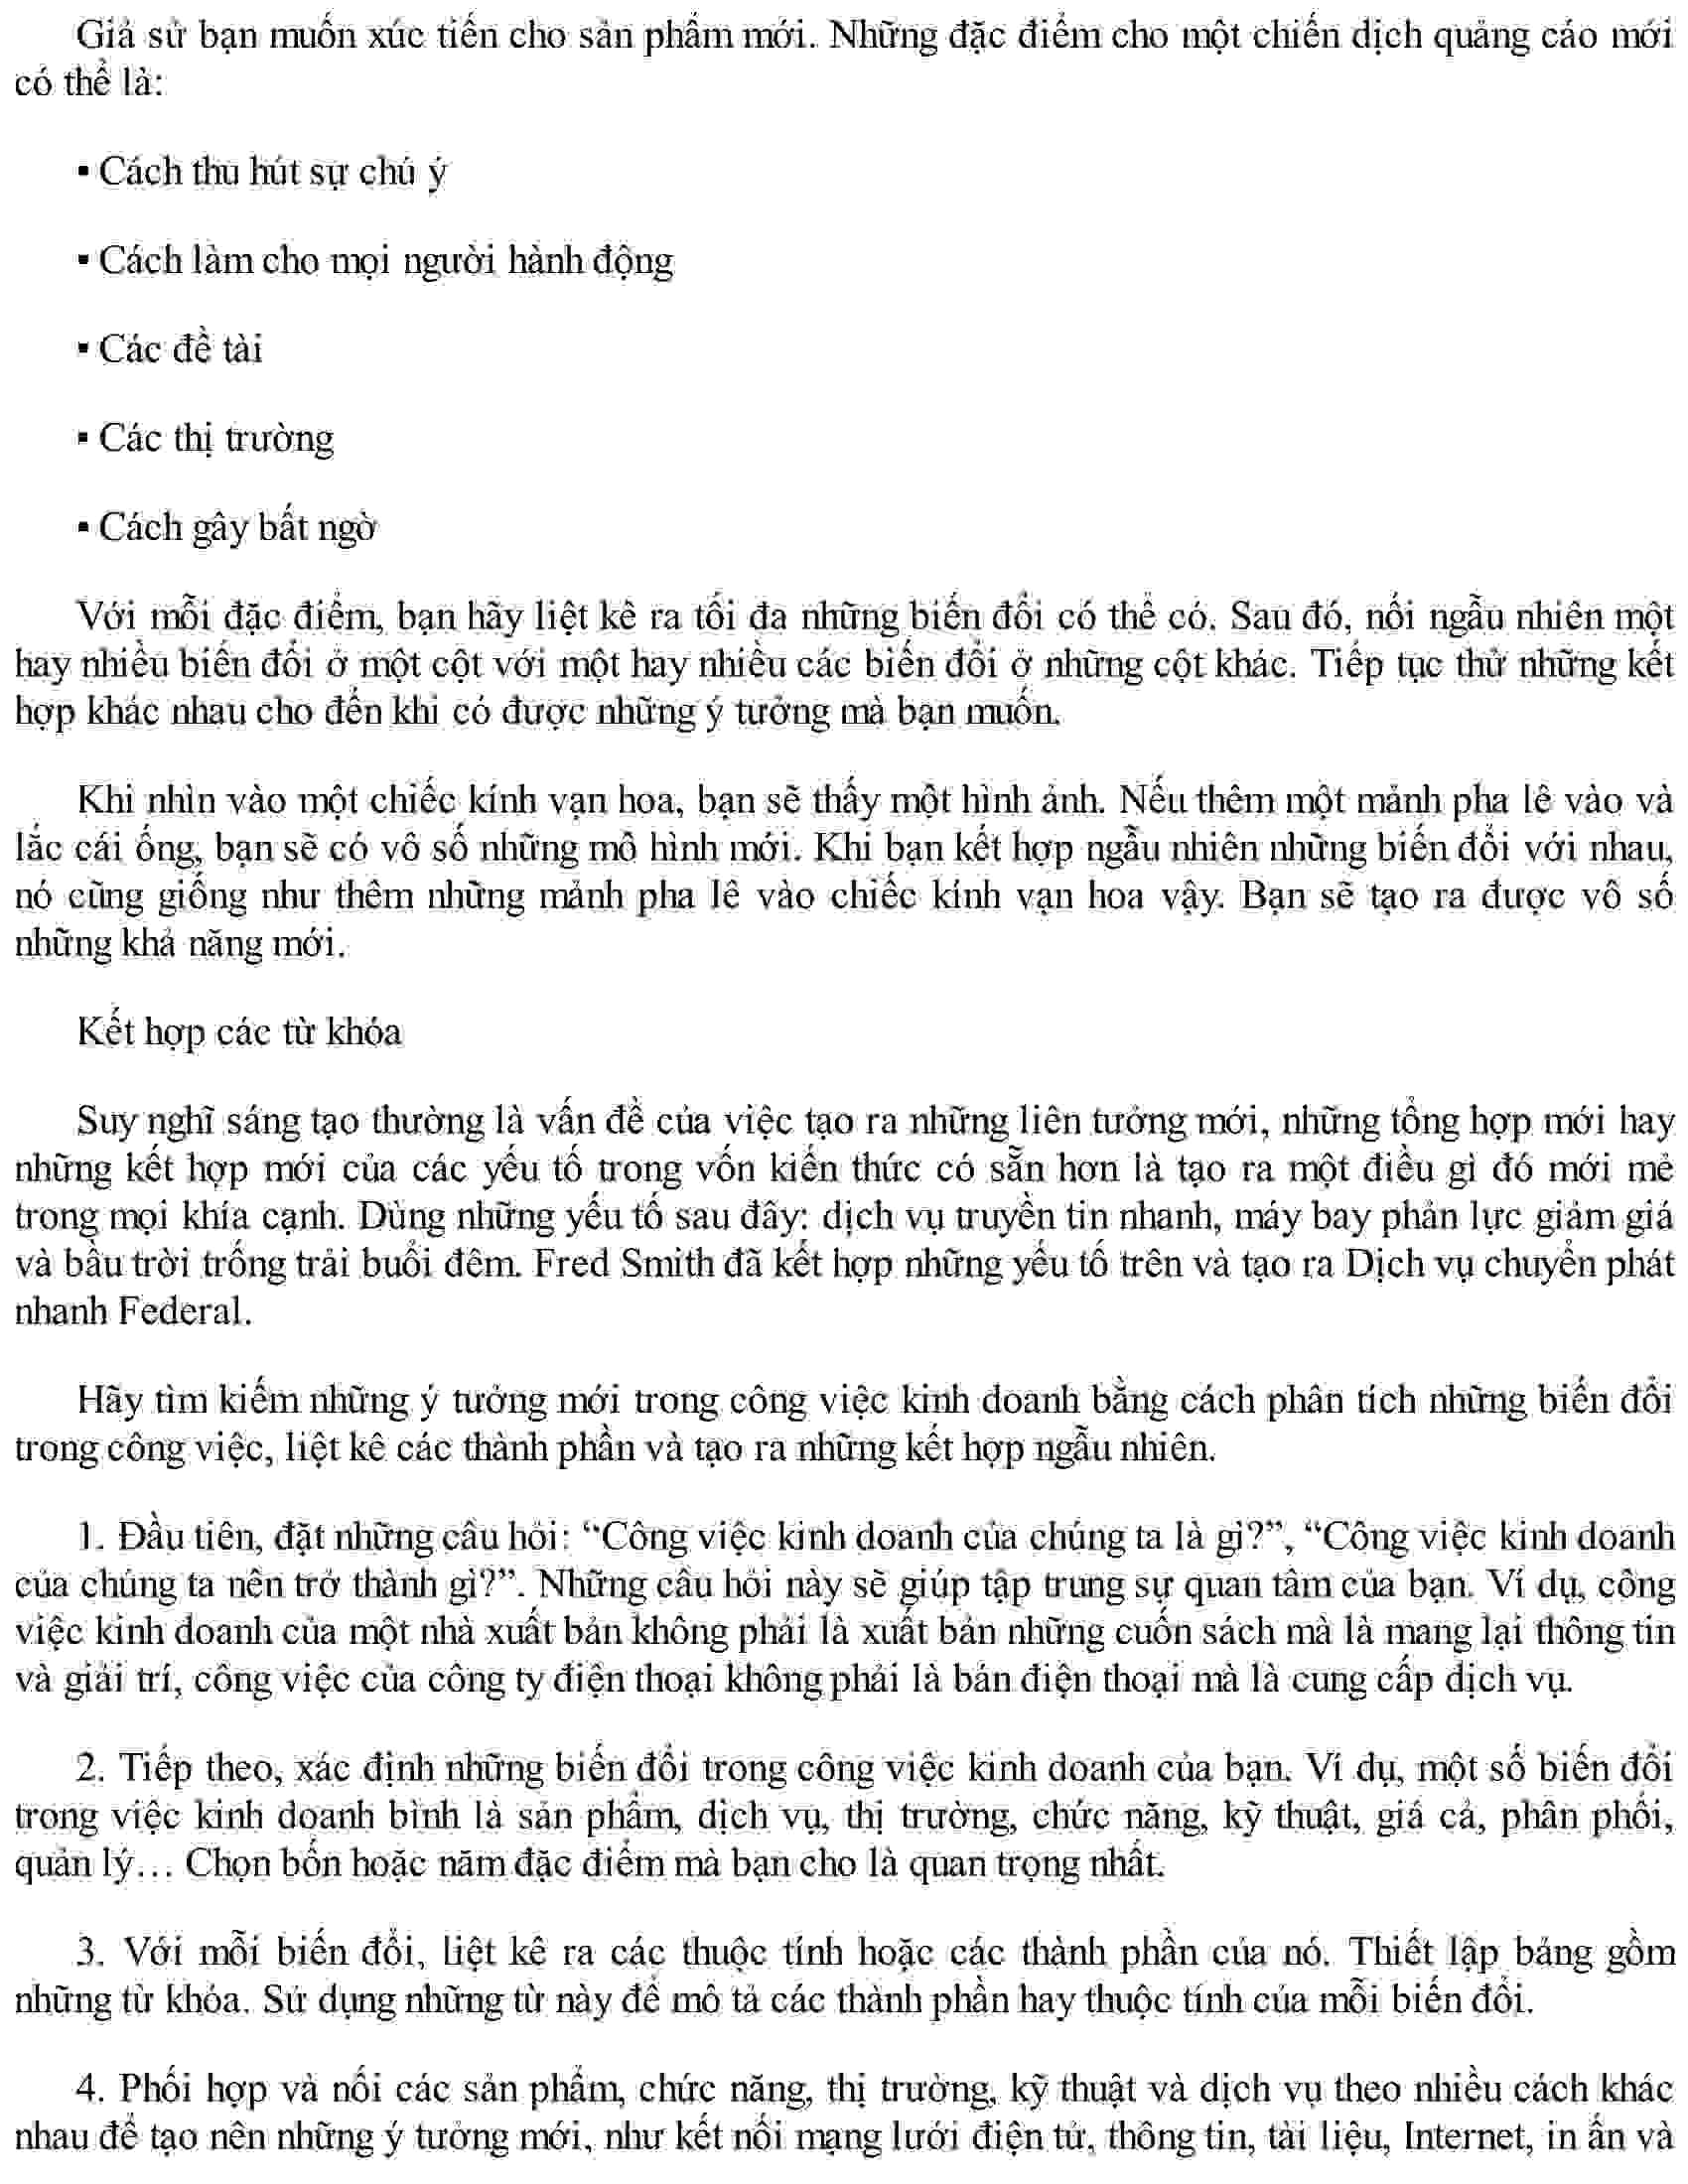 Giả sử bạn muốn xúc tiến cho sản phẩm mới. Những đặc điểm cho một chiến dịch quảng cáo mới
có thể là:
▪ Cách thu hút sự chú ý
▪ Cách làm cho mọi người hành động
▪ Các đề tài
▪ Các thị trường
▪ Cách gây bất ngờ
Với mỗi đặc điểm, bạn hãy liệt kê ra tối đa những biến đổi có thể có. Sau đó, nối ngẫu nhiên một
hay nhiều biến đổi ở một cột với một hay nhiều các biến đổi ở những cột khác. Tiếp tục thử những kết
hợp khác nhau cho đến khi có được những ý tưởng mà bạn muốn.
Khi nhìn vào một chiếc kính vạn hoa, bạn sẽ thấy một hình ảnh. Nếu thêm một mảnh pha lê vào và
lắc cái ống, bạn sẽ có vô số những mô hình mới. Khi bạn kết hợp ngẫu nhiên những biến đổi với nhau,
nó cũng giống như thêm những mảnh pha lê vào chiếc kính vạn hoa vậy. Bạn sẽ tạo ra được vô số
những khả năng mới.
Kết hợp các từ khóa
Suy nghĩ sáng tạo thường là vấn đề của việc tạo ra những liên tưởng mới, những tổng hợp mới hay
những kết hợp mới của các yếu tố trong vốn kiến thức có sẵn hơn là tạo ra một điều gì đó mới mẻ
trong mọi khía cạnh. Dùng những yếu tố sau đây: dịch vụ truyền tin nhanh, máy bay phản lực giảm giá
và bầu trời trống trải buổi đêm. Fred Smith đã kết hợp những yếu tố trên và tạo ra Dịch vụ chuyển phát
nhanh Federal.
Hãy tìm kiếm những ý tưởng mới trong công việc kinh doanh bằng cách phân tích những biến đổi
trong công việc, liệt kê các thành phần và tạo ra những kết hợp ngẫu nhiên.
1. Đầu tiên, đặt những câu hỏi: “Công việc kinh doanh của chúng ta là gì?”, “Công việc kinh doanh
của chúng ta nên trở thành gì?”. Những câu hỏi này sẽ giúp tập trung sự quan tâm của bạn. Ví dụ, công
việc kinh doanh của một nhà xuất bản không phải là xuất bản những cuốn sách mà là mang lại thông tin
và giải trí, công việc của công ty điện thoại không phải là bán điện thoại mà là cung cấp dịch vụ.
2. Tiếp theo, xác định những biến đổi trong công việc kinh doanh của bạn. Ví dụ, một số biến đổi
trong việc kinh doanh bình là sản phẩm, dịch vụ, thị trường, chức năng, kỹ thuật, giá cả, phân phối,
quản lý… Chọn bốn hoặc năm đặc điểm mà bạn cho là quan trọng nhất.
3. Với mỗi biến đổi, liệt kê ra các thuộc tính hoặc các thành phần của nó. Thiết lập bảng gồm
những từ khóa. Sử dụng những từ này để mô tả các thành phần hay thuộc tính của mỗi biến đổi.
4. Phối hợp và nối các sản phẩm, chức năng, thị trường, kỹ thuật và dịch vụ theo nhiều cách khác
nhau để tạo nên những ý tưởng mới, như kết nối mạng lưới điện tử, thông tin, tài liệu, Internet, in ấn và